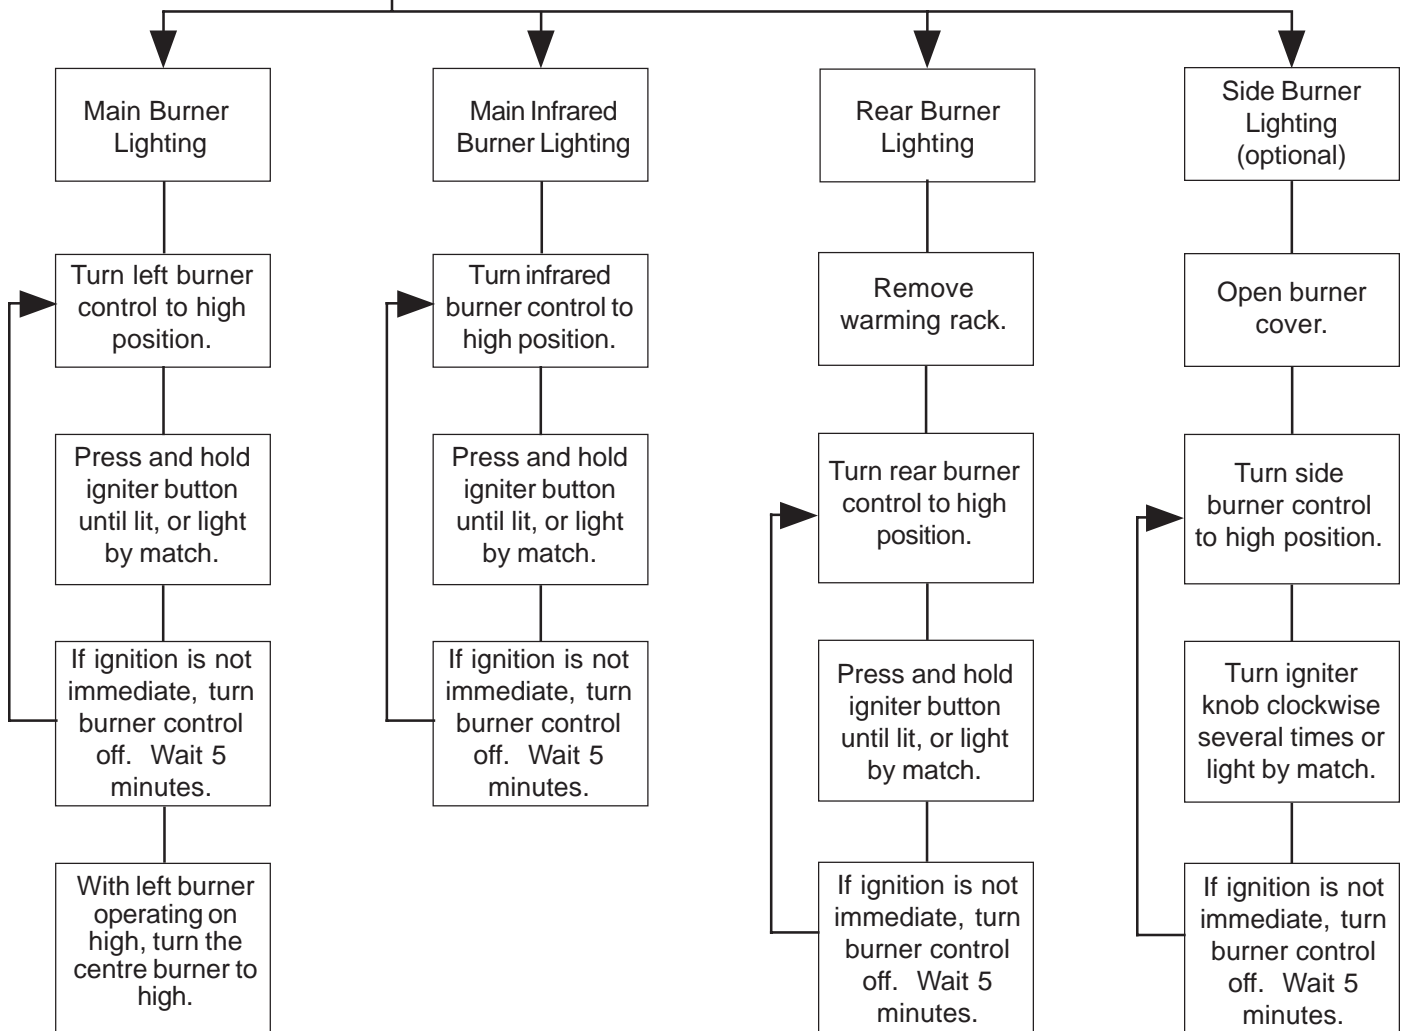 Main Burner
Lighting
Turn left burner
control to high
position.
Press and hold
igniter button
until lit, or light
by match.
If ignition is not
immediate, turn
burner control
off. Wait 5
minutes.
With left burner
operating on
high, turn the
centre burner to
high.
Main Infrared
Burner Lighting
Turn infrared
burner control to
high position.
Press and hold
igniter button
until lit, or light
by match.
If ignition is not
immediate, turn
burner control
off. Wait 5
minutes.
Rear Burner
Lighting
Remove
warming rack.
Turn rear burner
control to high
position.
Press and hold
igniter button
until lit, or light
by match.
If ignition is not
immediate, turn
burner control
off. Wait 5
minutes.
Side Burner
Lighting
(optional)
Open burner
cover.
Turn side
burner control
to high position.
Turn igniter
knob clockwise
several times or
light by match.
If ignition is not
immediate, turn
burner control
off. Wait 5
minutes.